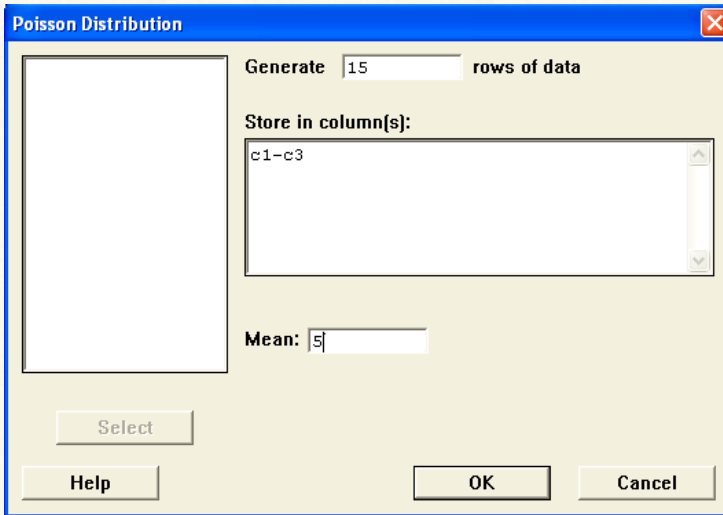 Poisson Distribution
Generate 15 rows of data
Store in column(s):
c1-c3
Mean: 5
Select
Help OK Cancel